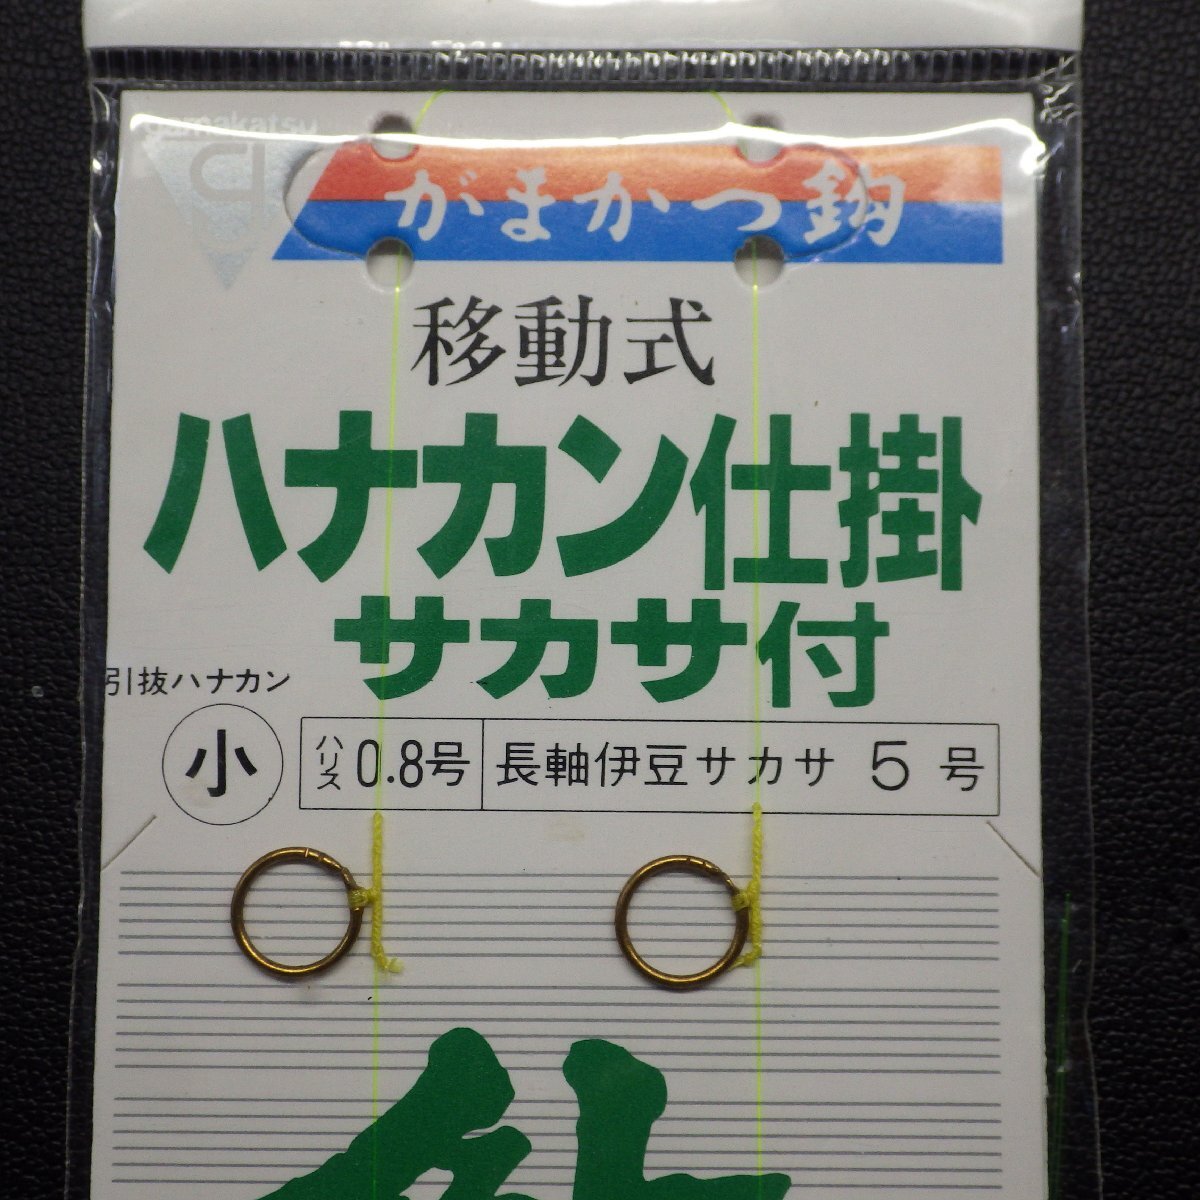 gamakatsu
がまかつ鈎
移動式
ハナカン仕掛
サカサ付
引抜ハナカン
小 ハリス 0.8号 長軸伊豆サカサ 5号